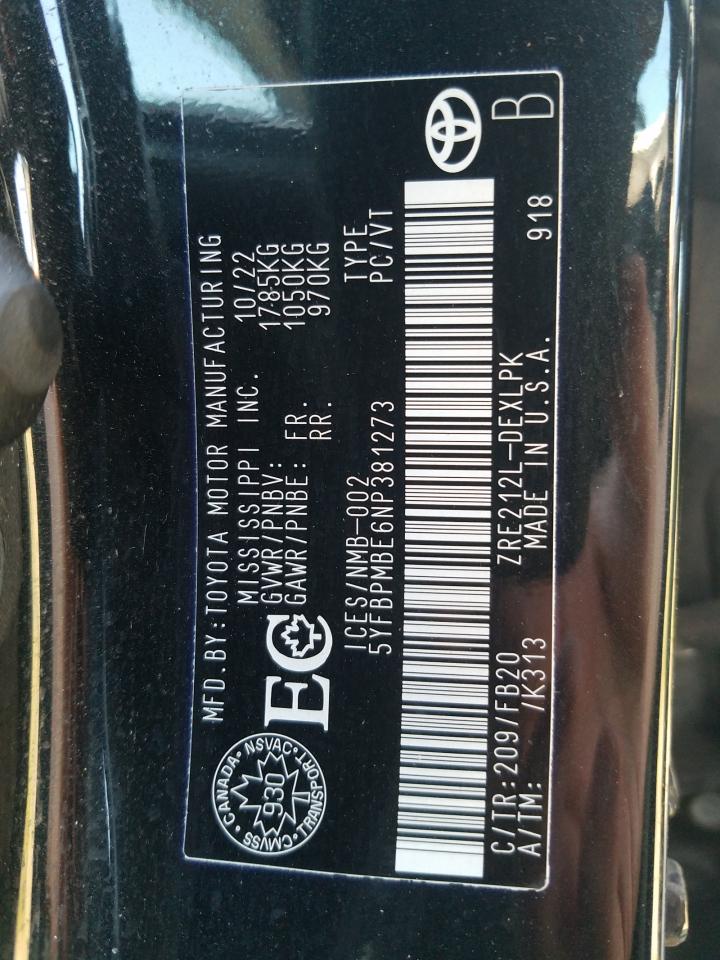 MFD.BY:TOYOTA MOTOR MANUFACTURING
MISSISSIPPI INC. 10/22
GVWR/PNBV: 1785KG
GAWR/PNBE: FR. 1050KG
RR. 970KG
CANADA • NSVAC • TRANSPORT • CMVSS •
930
EC
ICES/NMB-002 TYPE
5YFBPMBE6NP381273 PC/VT
C/TR:209/FB20 ZRE212L-DEXLPK
A/TM: /K313 MADE IN U.S.A. 918
B